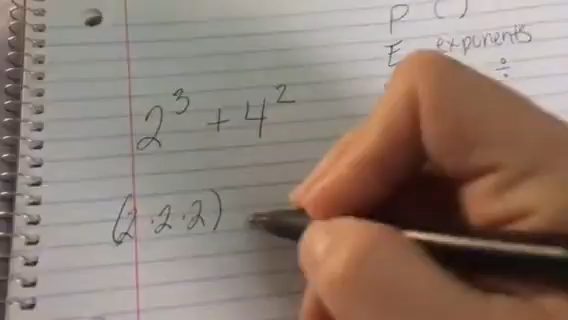 P ( )
E exponents
÷
2³ + 4²
(2·2·2)